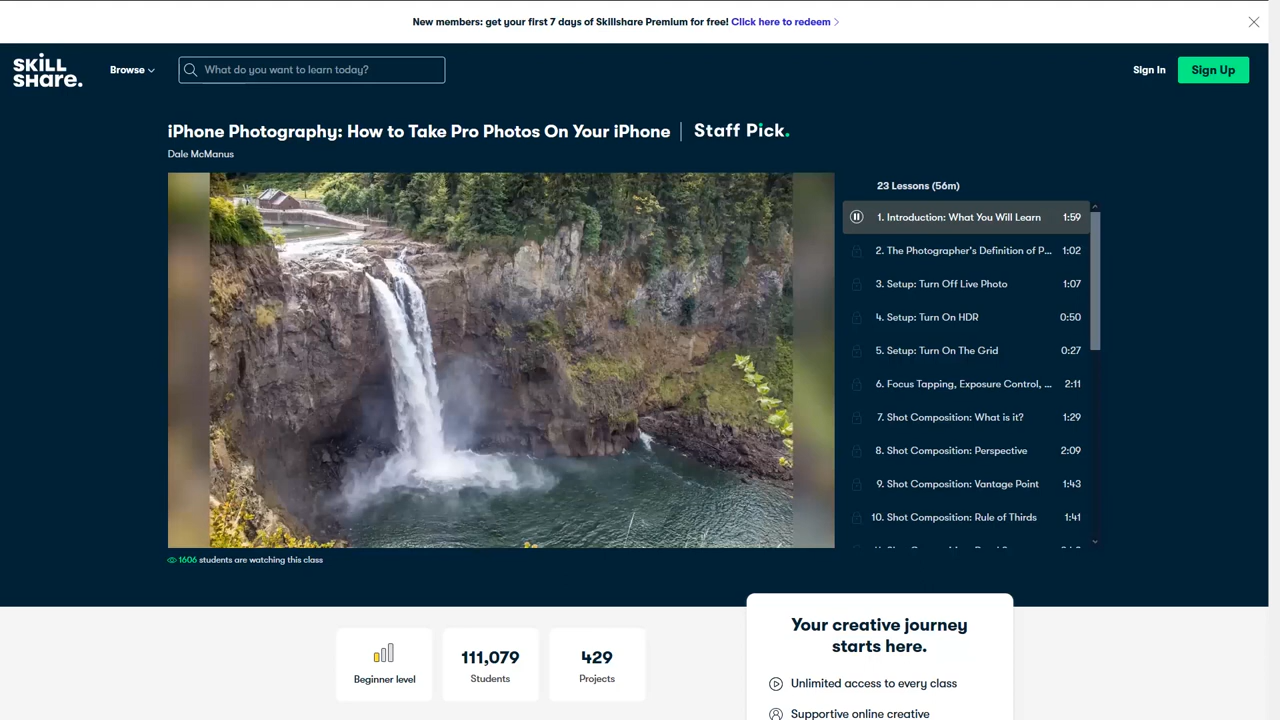 New members: get your first 7 days of Skillshare Premium for free! Click here to redeem
SKILL
SHARE.
Browse
What do you want to learn today?
Sign In
Sign Up
iPhone Photography: How to Take Pro Photos On Your iPhone
Staff Pick.
Dale McManus
23 Lessons (56m)
1. Introduction: What You Will Learn 1:59
2. The Photographer's Definition of P... 1:02
3. Setup: Turn Off Live Photo 1:07
4. Setup: Turn On HDR 0:50
5. Setup: Turn On The Grid 0:27
6. Focus Tapping, Exposure Control, ... 2:11
7. Shot Composition: What is it? 1:29
8. Shot Composition: Perspective 2:09
9. Shot Composition: Vantage Point 1:43
10. Shot Composition: Rule of Thirds 1:41
1606 students are watching this class
Beginner level
111,079
Students
429
Projects
Your creative journey
starts here.
Unlimited access to every class
Supportive online creative